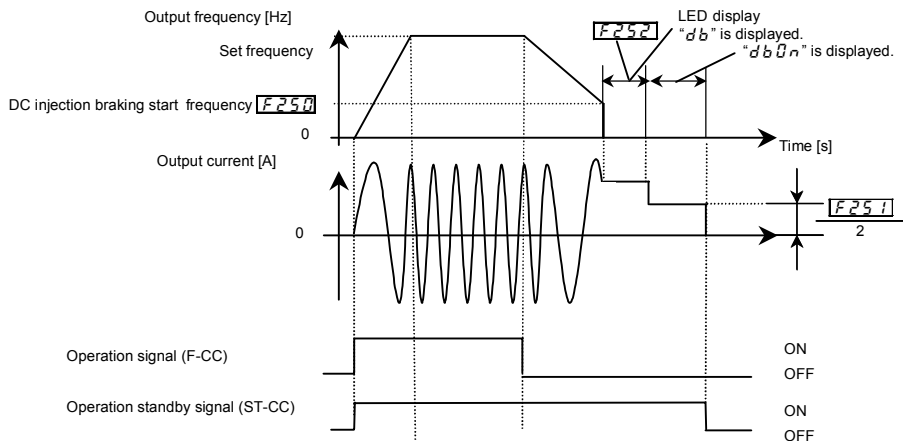 Output frequency [Hz]
LED display
F252
"db" is displayed.
Set frequency
"dbOn" is displayed.
DC injection braking start frequency F250
0
Time [s]
Output current [A]
F251
0
2
Operation signal (F-CC)
ON
OFF
Operation standby signal (ST-CC)
ON
OFF